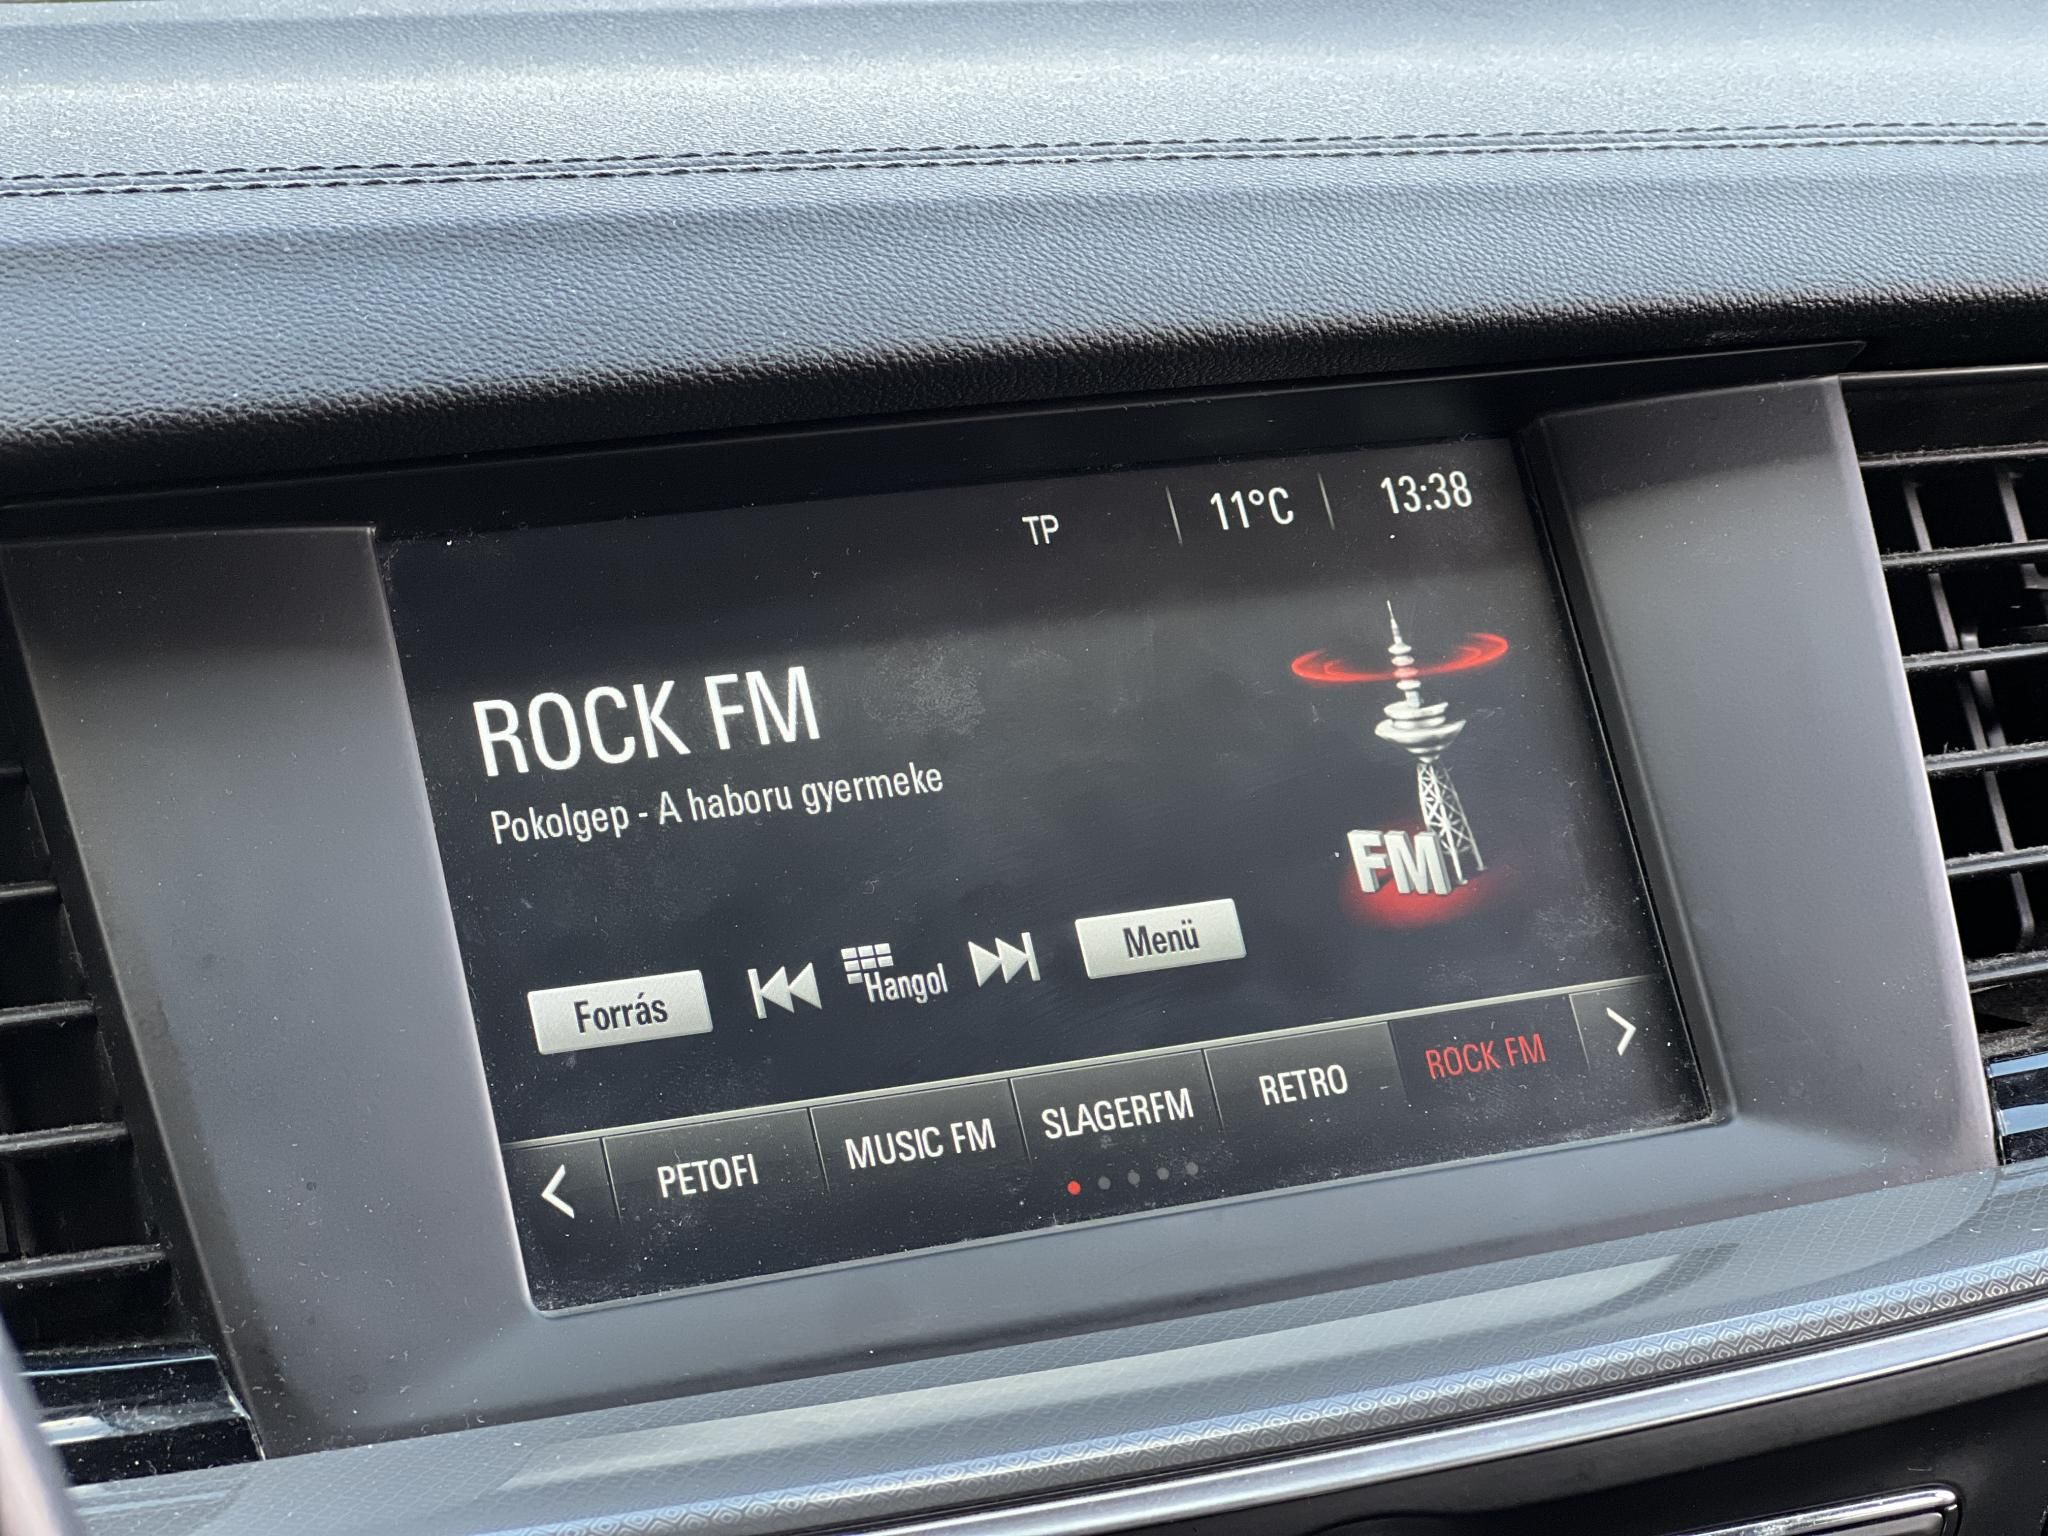 TP 11°C 13:38
ROCK FM
Pokolgep - A haboru gyermeke
FM
Forrás Hangol Menü
PETOFI MUSIC FM SLAGERFM RETRO ROCK FM